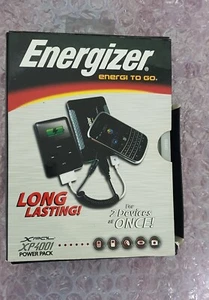 Energizer
energi TO GO.
LONG
LASTING!
For
2 Devices
at ONCE!
XPAL
XP4001
POWER PACK